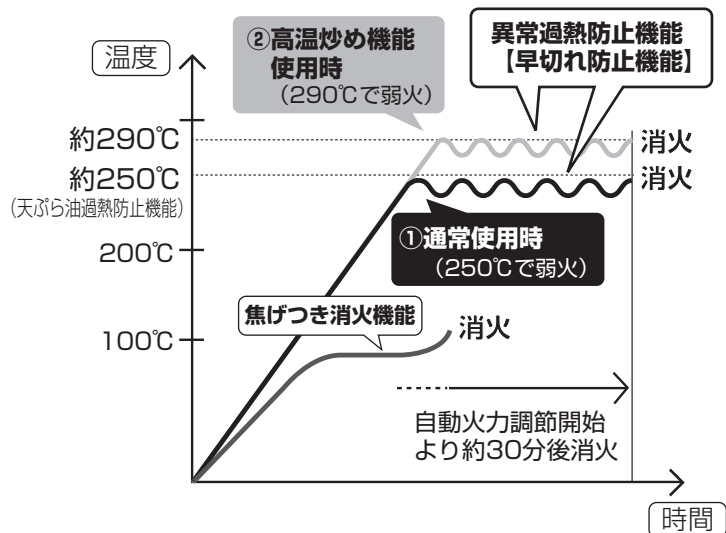 温度
②高温炒め機能
使用時
（290℃で弱火）
異常過熱防止機能
【早切れ防止機能】
約290℃
消火
約250℃
（天ぷら油過熱防止機能）
消火
①通常使用時
（250℃で弱火）
200℃
焦げつき消火機能
消火
100℃
自動火力調節開始
より約30分後消火
時間